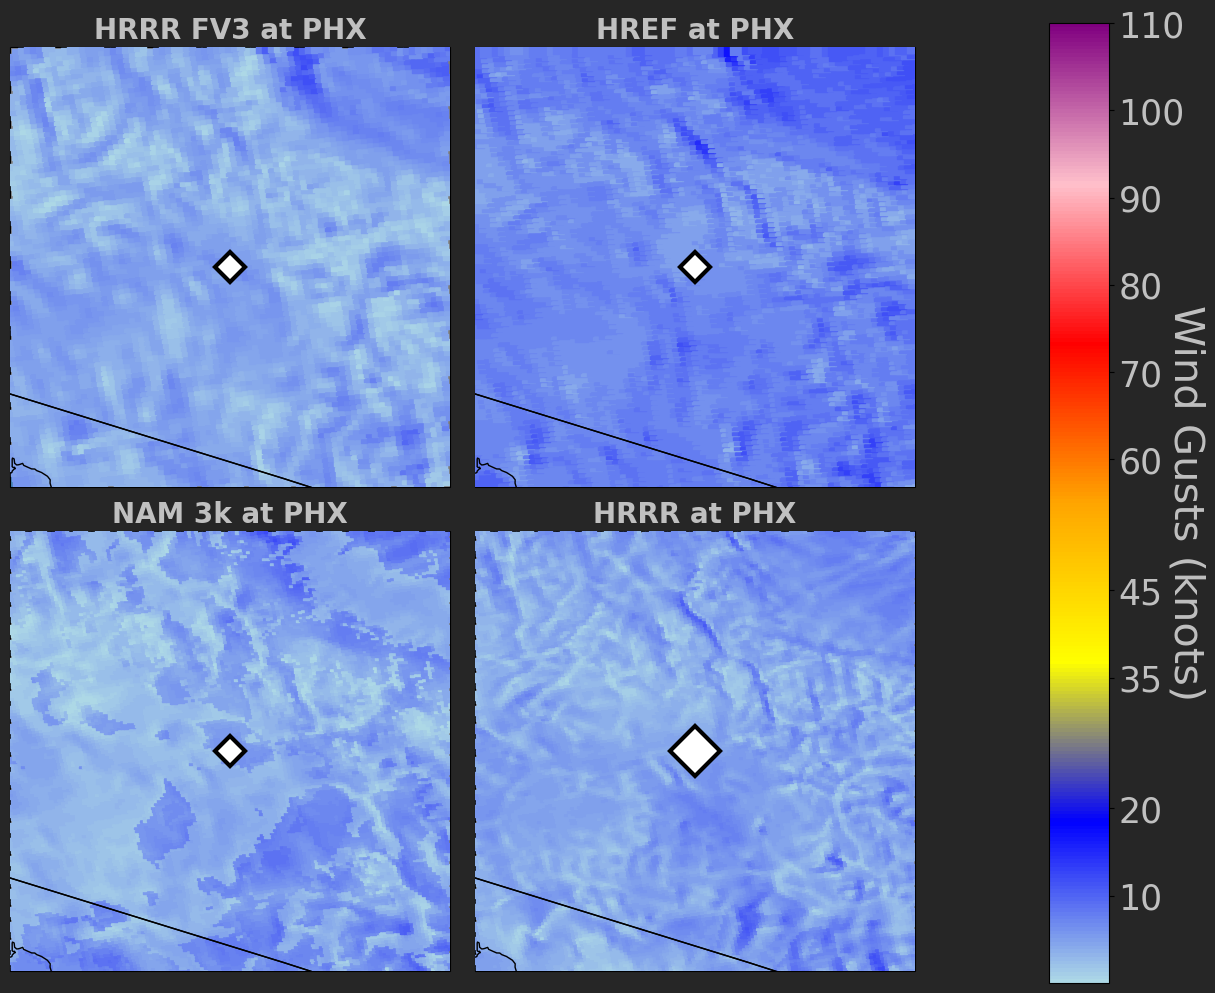 HRRR FV3 at PHX
HREF at PHX
NAM 3k at PHX
HRRR at PHX
110
100
90
80
70
60
45
35
20
10
Wind Gusts (knots)